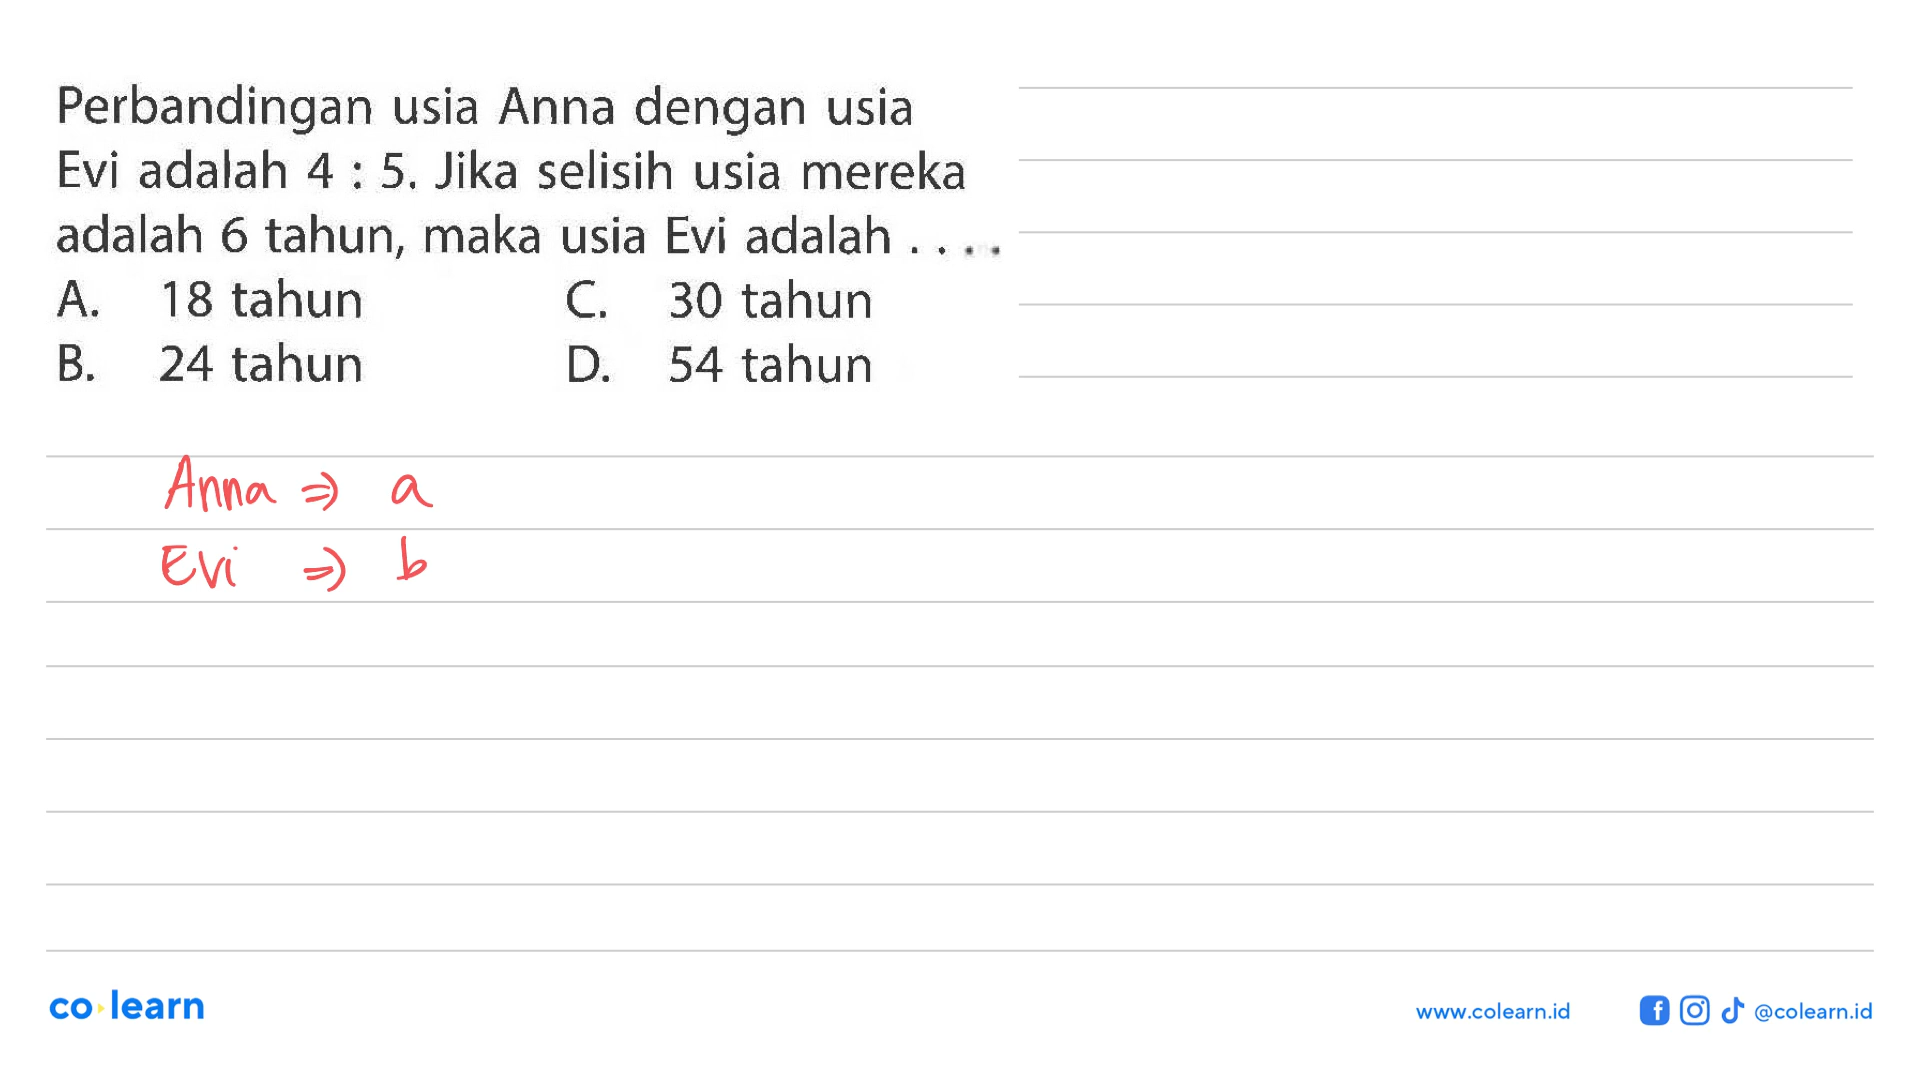 Perbandingan usia Anna dengan usia
Evi adalah 4 : 5. Jika selisih usia mereka
adalah 6 tahun, maka usia Evi adalah . . . .
A. 18 tahun C. 30 tahun
B. 24 tahun D. 54 tahun
Anna ⇒ a
Evi ⇒ b
co learn www.colearn.id @colearn.id